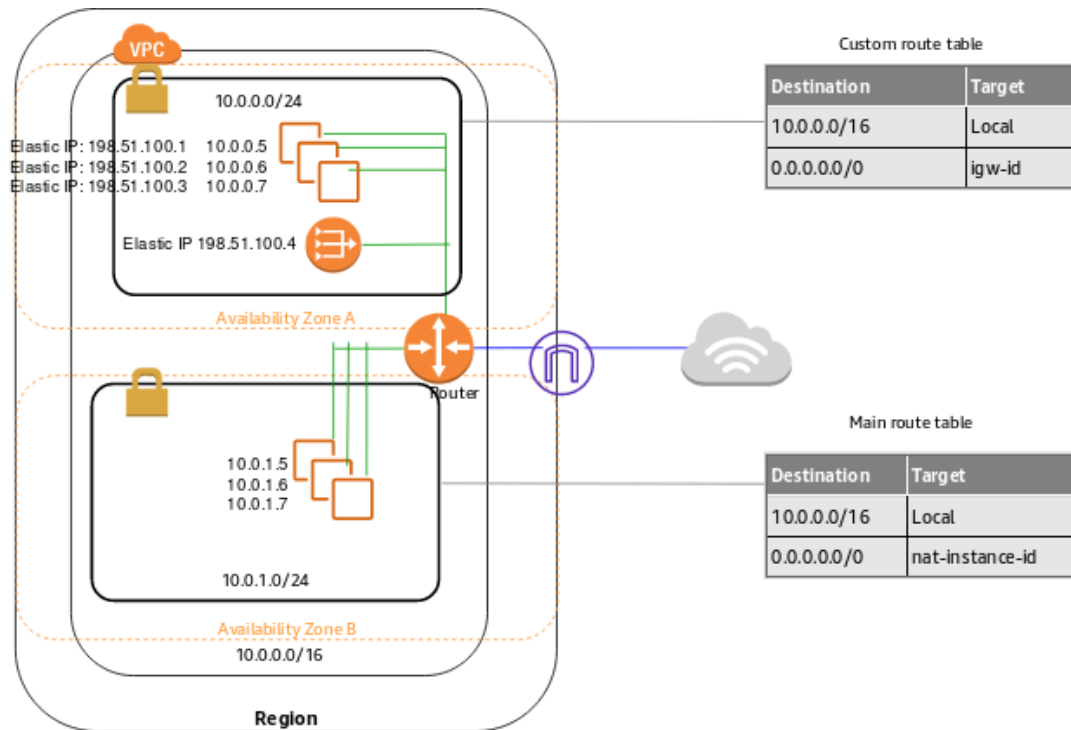 VPC
10.0.0.0/24
Elastic IP: 198.51.100.1 10.0.0.5
Elastic IP: 198.51.100.2 10.0.0.6
Elastic IP: 198.51.100.3 10.0.0.7
Elastic IP 198.51.100.4
Availability Zone A
Router
10.0.1.5
10.0.1.6
10.0.1.7
10.0.1.0/24
Availability Zone B
10.0.0.0/16
Region
Custom route table
Destination Target
10.0.0.0/16 Local
0.0.0.0.0/0 igw-id
Main route table
Destination Target
10.0.0.0/16 Local
0.0.0.0.0/0 nat-instance-id